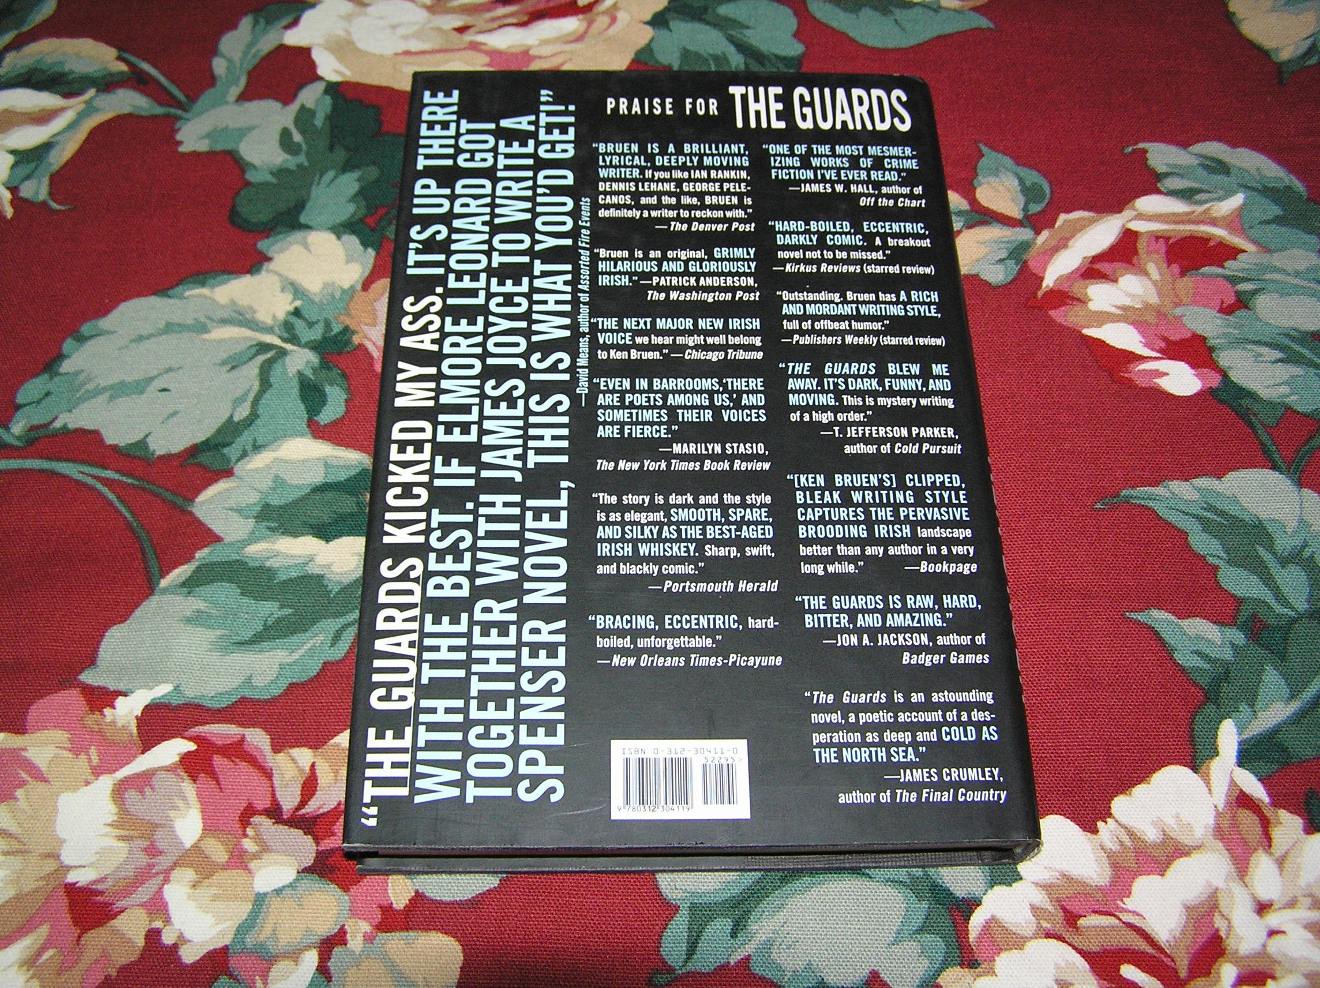 “THE GUARDS KICKED MY ASS. IT’S UP THERE
WITH THE BEST. IF ELMORE LEONARD GOT
TOGETHER WITH JAMES JOYCE TO WRITE A
SPENSER NOVEL, THIS IS WHAT YOU’D GET!”
—David Means, author of Assorted Fire Events
PRAISE FOR THE GUARDS
“BRUEN IS A BRILLIANT,
LYRICAL, DEEPLY MOVING
WRITER. If you like IAN RANKIN,
DENNIS LEHANE, GEORGE PELE-
CANOS, and the like, BRUEN is
definitely a writer to reckon with.”
—The Denver Post
“Bruen is an original, GRIMLY
HILARIOUS AND GLORIOUSLY
IRISH.” —PATRICK ANDERSON,
The Washington Post
“THE NEXT MAJOR NEW IRISH
VOICE we hear might well belong
to Ken Bruen.” —Chicago Tribune
“EVEN IN BARROOMS, ‘THERE
ARE POETS AMONG US,’ AND
SOMETIMES THEIR VOICES
ARE FIERCE.”
—MARILYN STASIO,
The New York Times Book Review
“The story is dark and the style
is as elegant, SMOOTH, SPARE,
AND SILKY AS THE BEST-AGED
IRISH WHISKEY. Sharp, swift,
and blackly comic.”
—Portsmouth Herald
“BRACING, ECCENTRIC, hard-
boiled, unforgettable.”
—New Orleans Times-Picayune
“ONE OF THE MOST MESMER-
IZING WORKS OF CRIME
FICTION I’VE EVER READ.”
—JAMES W. HALL, author of
Off the Chart
“HARD-BOILED, ECCENTRIC,
DARKLY COMIC. A breakout
novel not to be missed.”
—Kirkus Reviews (starred review)
“Outstanding. Bruen has A RICH
AND MORDANT WRITING STYLE,
full of offbeat humor.”
—Publishers Weekly (starred review)
“THE GUARDS BLEW ME
AWAY. IT’S DARK, FUNNY, AND
MOVING. This is mystery writing
of a high order.”
—T. JEFFERSON PARKER,
author of Cold Pursuit
“[KEN BRUEN’S] CLIPPED,
BLEAK WRITING STYLE
CAPTURES THE PERVASIVE
BROODING IRISH landscape
better than any author in a very
long while.” —Bookpage
“THE GUARDS IS RAW, HARD,
BITTER, AND AMAZING.”
—JON A. JACKSON, author of
Badger Games
“The Guards is an astounding
novel, a poetic account of a des-
peration as deep and COLD AS
THE NORTH SEA.”
—JAMES CRUMLEY,
author of The Final Country
ISBN 0-312-30411-0
52295>
9 780312 304119